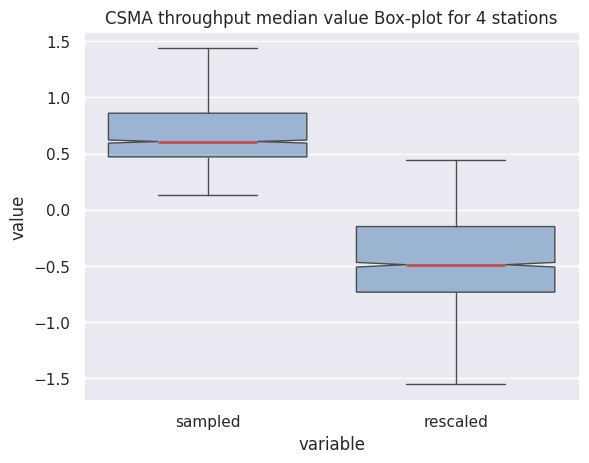 CSMA throughput median value Box-plot for 4 stations
1.5
1.0
0.5
0.0
−0.5
−1.0
−1.5
value
sampled
rescaled
variable